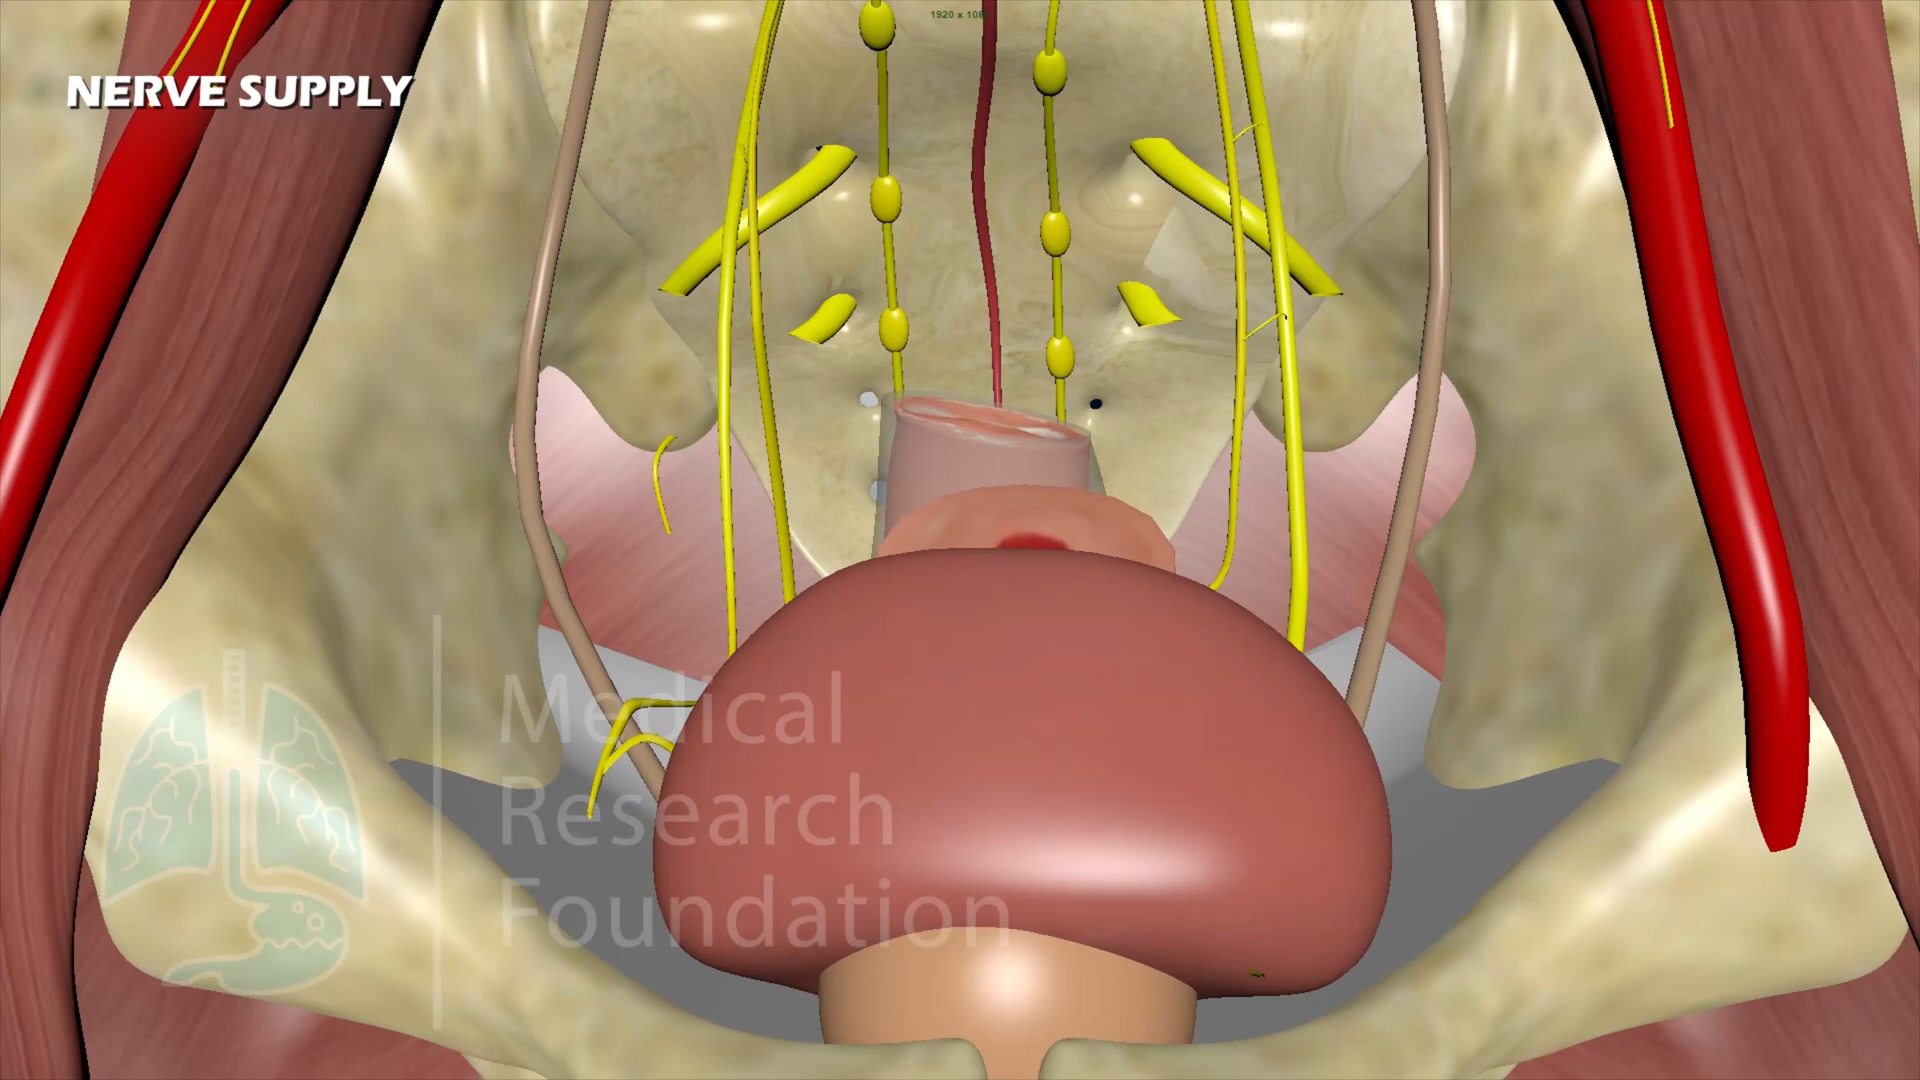 1920 x 108
NERVE SUPPLY
Medical
Research
Foundation